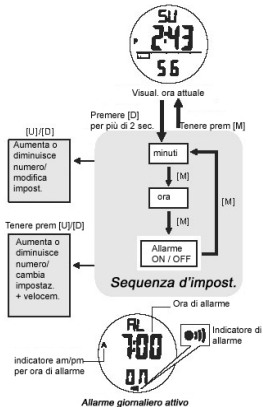 SU
P 2:43
56
Visual. ora attuale
Premere [D]
per più di 2 sec.
Tenere prem [M]
[U]/[D]
Aumenta o
diminuisce
numero/
modifica
impost.
minuti
[M]
ora
[M]
[M]
Allarme
ON / OFF
Tenere prem [U]/[D]
Aumenta o
diminuisce
numero/
cambia
impostaz.
+ velocem.
Sequenza d'impost.
Ora di allarme
AL
A 7:00
on
Indicatore di
allarme
indicatore am/pm
per ora di allarme
Allarme giornaliero attivo